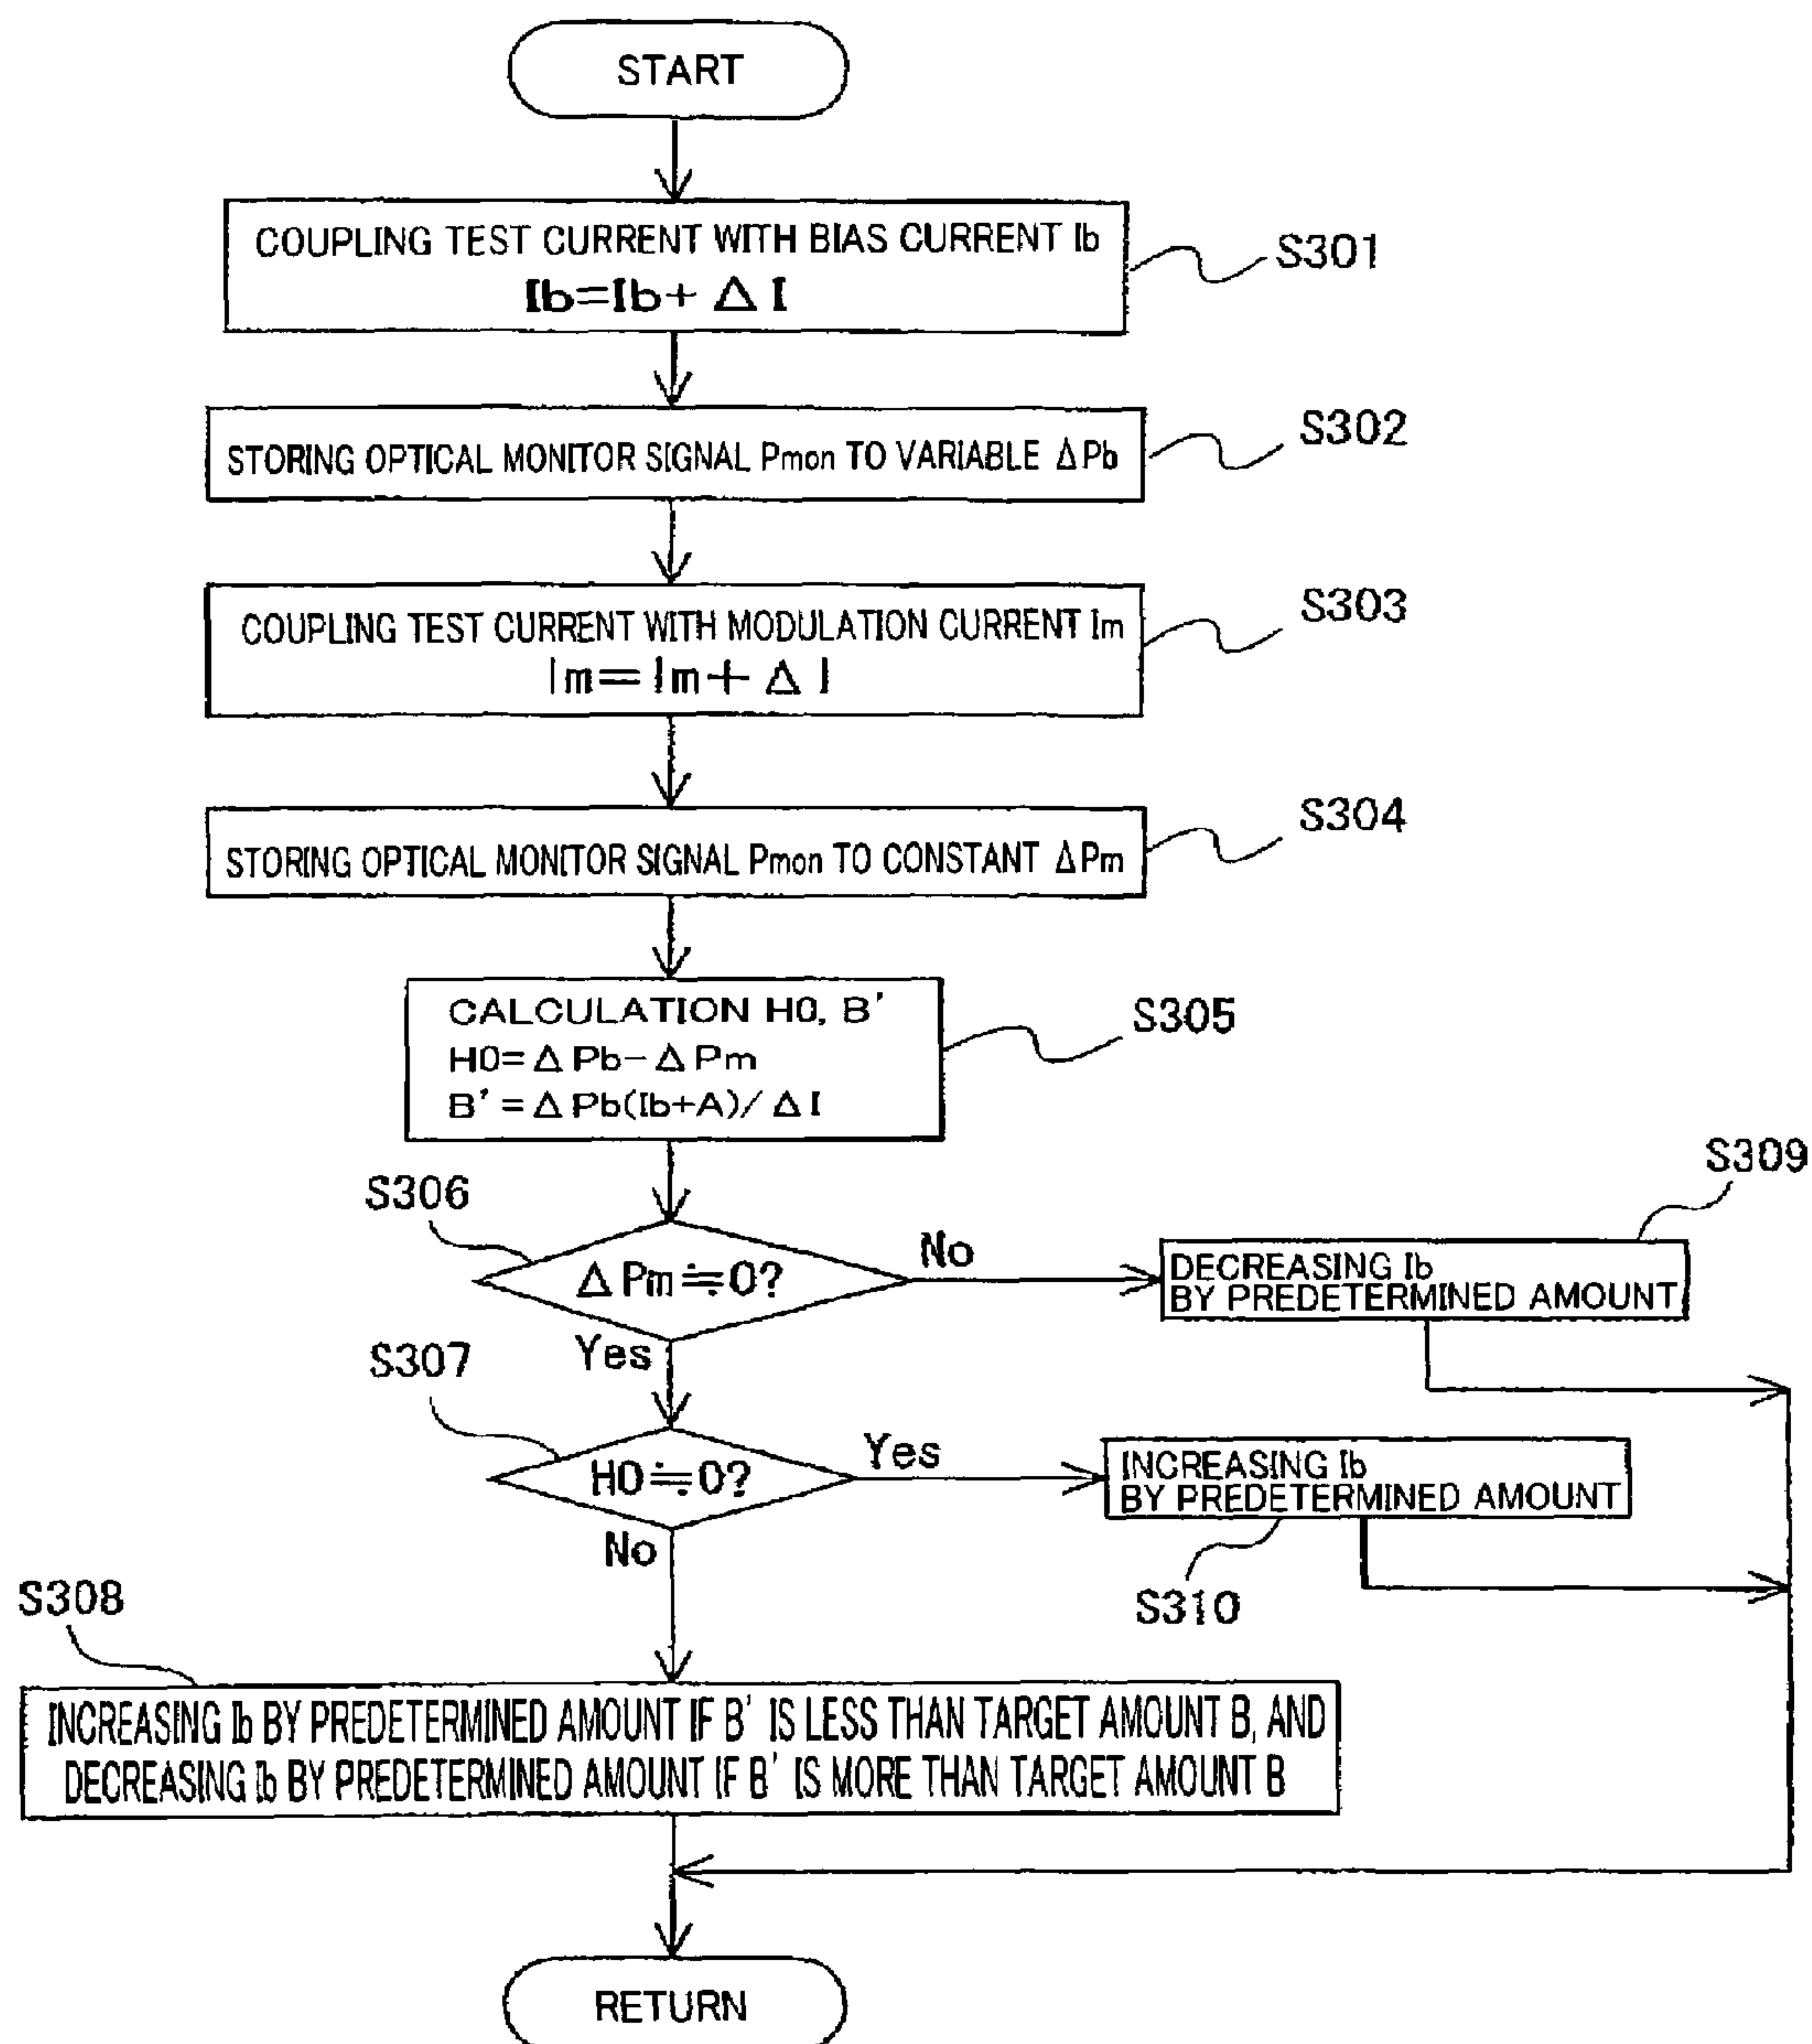 START
COUPLING TEST CURRENT WITH BIAS CURRENT Ib
Ib=Ib+ΔI
S301
STORING OPTICAL MONITOR SIGNAL Pmon TO VARIABLE ΔPb
S302
COUPLING TEST CURRENT WITH MODULATION CURRENT Im
Im=Im+ΔI
S303
STORING OPTICAL MONITOR SIGNAL Pmon TO CONSTANT ΔPm
S304
CALCULATION H0, B'
H0=ΔPb-ΔPm
B'=ΔPb(Ib+A)/ΔI
S305
S306
ΔPm≒0?
No
Yes
S309
DECREASING Ib
BY PREDETERMINED AMOUNT
S307
H0≒0?
Yes
No
INCREASING Ib
BY PREDETERMINED AMOUNT
S310
S308
INCREASING Ib BY PREDETERMINED AMOUNT IF B' IS LESS THAN TARGET AMOUNT B, AND
DECREASING Ib BY PREDETERMINED AMOUNT IF B' IS MORE THAN TARGET AMOUNT B
RETURN